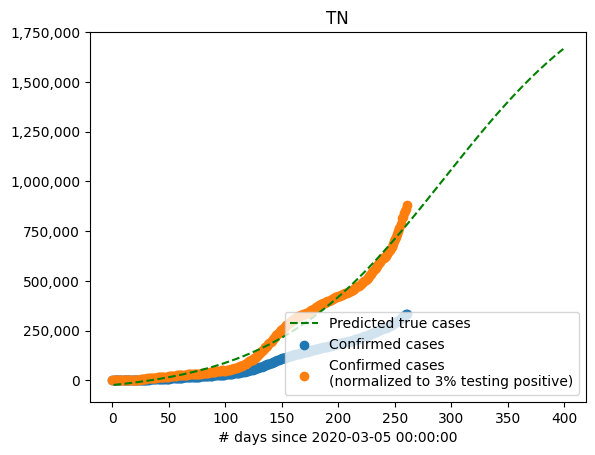 TN
1,750,000
1,500,000
1,250,000
1,000,000
750,000
500,000
250,000
0
Predicted true cases
Confirmed cases
Confirmed cases
(normalized to 3% testing positive)
0 50 100 150 200 250 300 350 400
# days since 2020-03-05 00:00:00